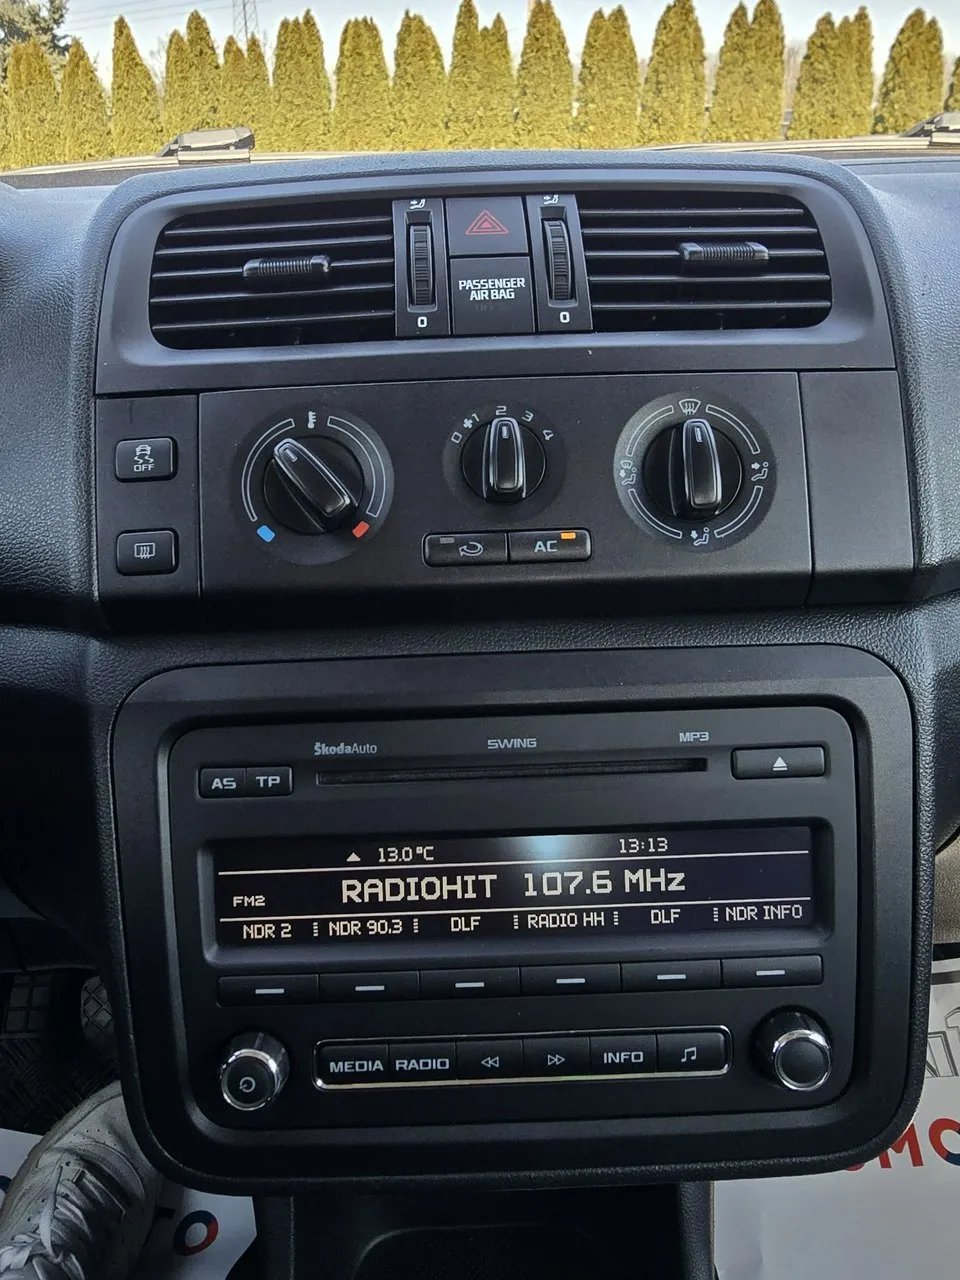 PASSENGER
AIR BAG
0
0
OFF
0 1 2 3 4
AC
ŠkodaAuto SWING MP3
AS TP
13.0°C 13:13
FM2 RADIOHIT 107.6 MHz
NDR 2 NDR 90.3 DLF RADIO HH DLF NDR INFO
MEDIA RADIO INFO
MO
TO